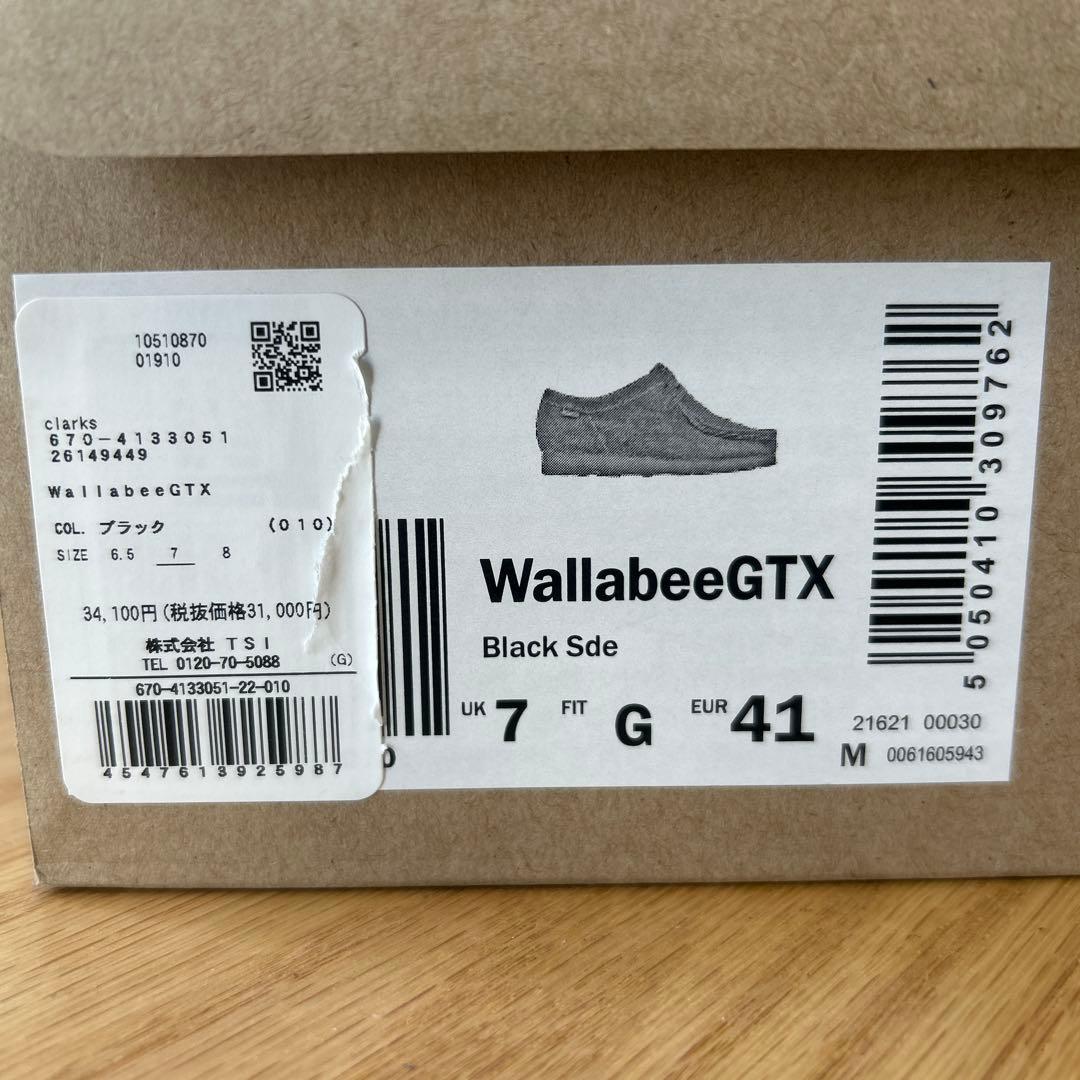 10510870
01910
clarks
670-4133051
26149449
WallabeeGTX
COL. ブラック (010)
SIZE 6.5 7 8
34,100円(税抜価格31,000円)
株式会社 TSI
TEL 0120-70-5088 (G)
670-4133051-22-010
4547613925987
0
WallabeeGTX
Black Sde
UK 7 FIT G EUR 41
21621 00030
M 0061605943
5050410309762